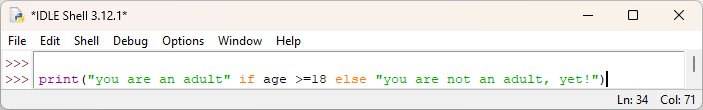 *IDLE Shell 3.12.1*
File Edit Shell Debug Options Window Help
>>>
>>> print("you are an adult" if age >=18 else "you are not an adult, yet!")
Ln: 34 Col: 71